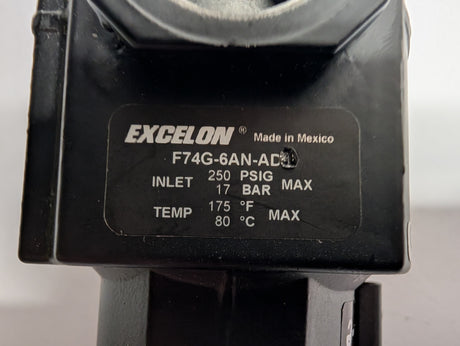 EXCELON® Made in Mexico
F74G-6AN-AD
INLET 250 PSIG MAX
17 BAR
TEMP 175 °F MAX
80 °C